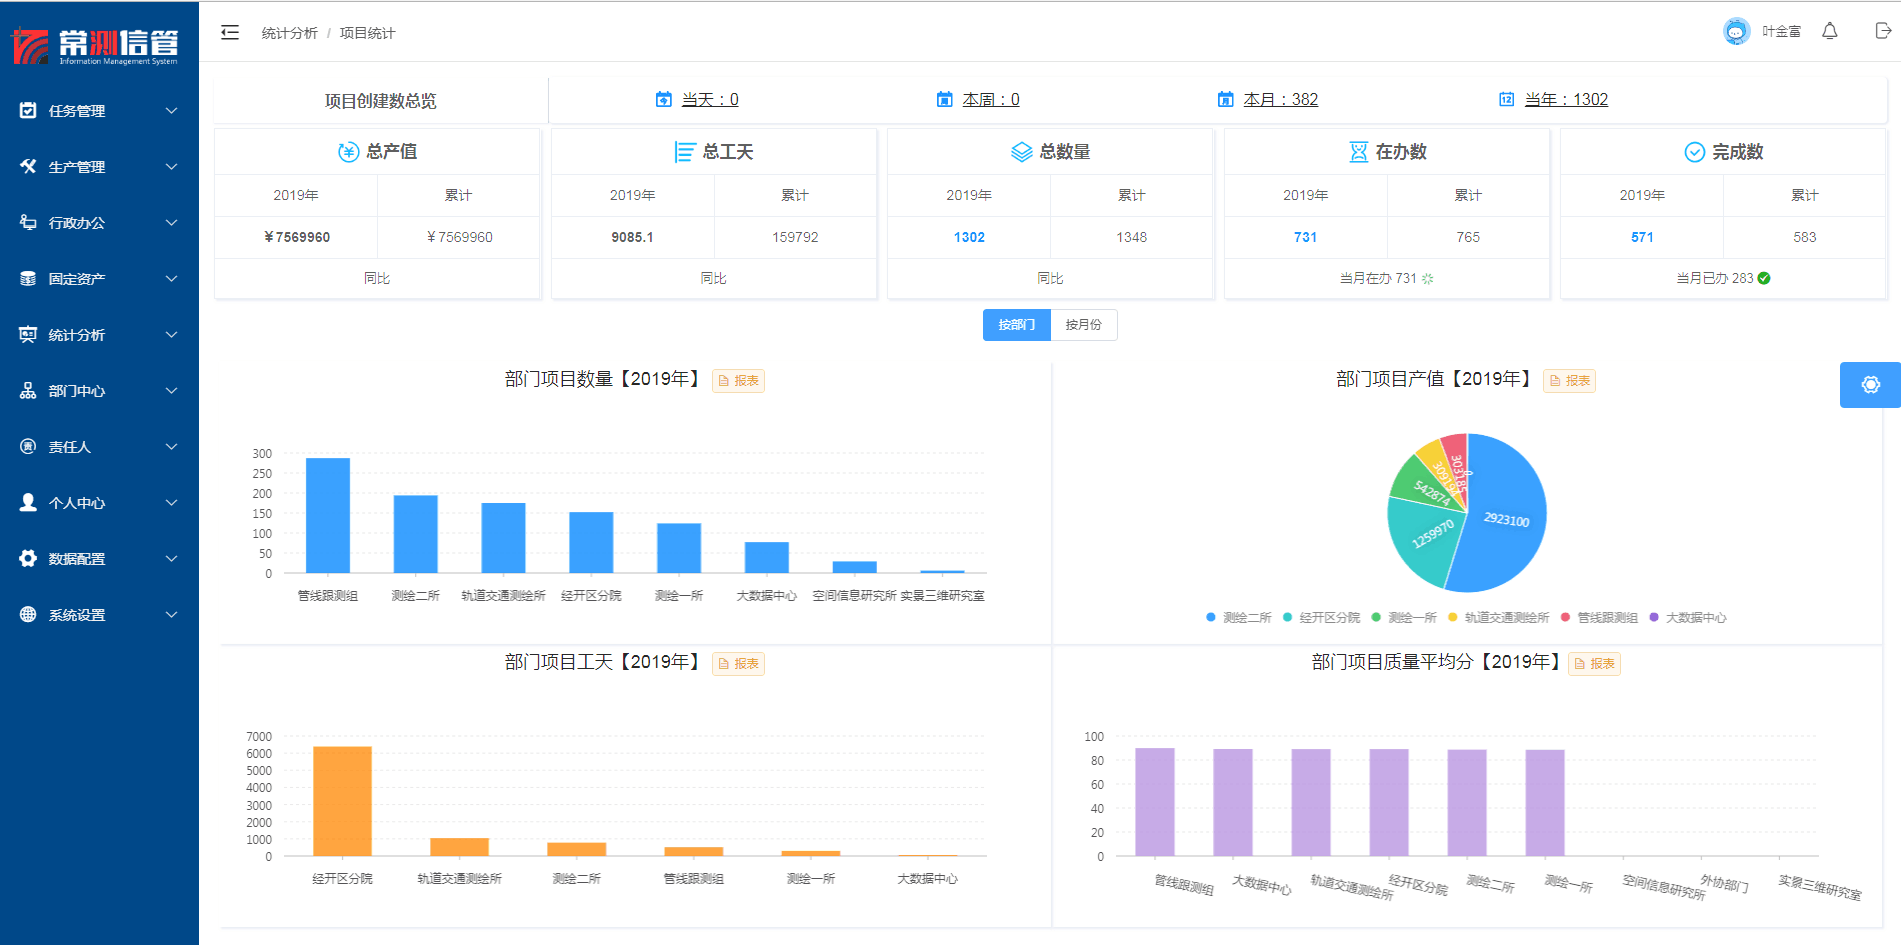 常测信管
Information Management System
任务管理
生产管理
行政办公
固定资产
统计分析
部门中心
责任人
个人中心
数据配置
系统设置
统计分析 / 项目统计
叶金富
项目创建数总览 当天：0 本周：0 本月：382 当年：1302
总产值 总工天 总数量 在办数 完成数
2019年 累计 2019年 累计 2019年 累计 2019年 累计 2019年 累计
￥7569960 ￥7569960 9085.1 159792 1302 1348 731 765 571 583
同比 同比 同比 当月在办 731 当月已办 283
按部门 按月份
部门项目数量【2019年】 报表
300
250
200
150
100
50
0
管线跟测组 测绘二所 轨道交通测绘所 经开区分院 测绘一所 大数据中心 空间信息研究所 实景三维研究室
部门项目产值【2019年】 报表
2923100
1259970
542874
303185
0
测绘二所 经开区分院 测绘一所 轨道交通测绘所 管线跟测组 大数据中心
部门项目工天【2019年】 报表
7000
6000
5000
4000
3000
2000
1000
0
经开区分院 轨道交通测绘所 测绘二所 管线跟测组 测绘一所 大数据中心
部门项目质量平均分【2019年】 报表
100
80
60
40
20
0
管线跟测组 大数据中心 轨道交通测绘所 经开区分院 测绘二所 测绘一所 空间信息研究所 外协部门 实景三维研究室